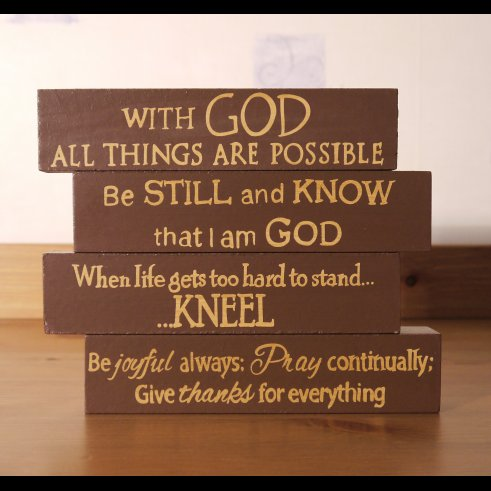 WITH GOD
ALL THINGS ARE POSSIBLE
Be STILL and KNOW
that I am GOD
When life gets too hard to stand...
...KNEEL
Be joyful always: Pray continually;
Give thanks for everything